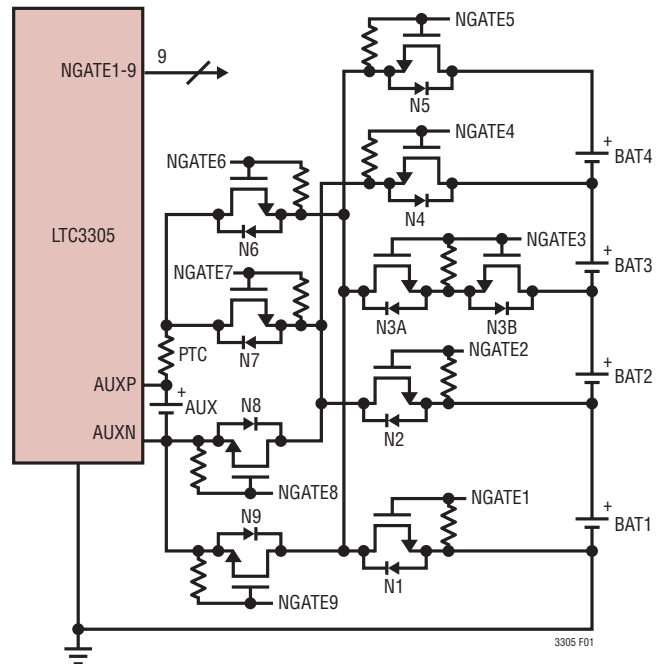 NGATE5
9
NGATE1-9
N5
+
BAT4
NGATE4
NGATE6
N4
LTC3305
N6
NGATE3
+
BAT3
NGATE7
N3A
N3B
PTC
N7
NGATE2
+
BAT2
AUXP
+
AUX
N8
N2
AUXN
NGATE8
NGATE1
N9
+
BAT1
N1
NGATE9
3305 F01